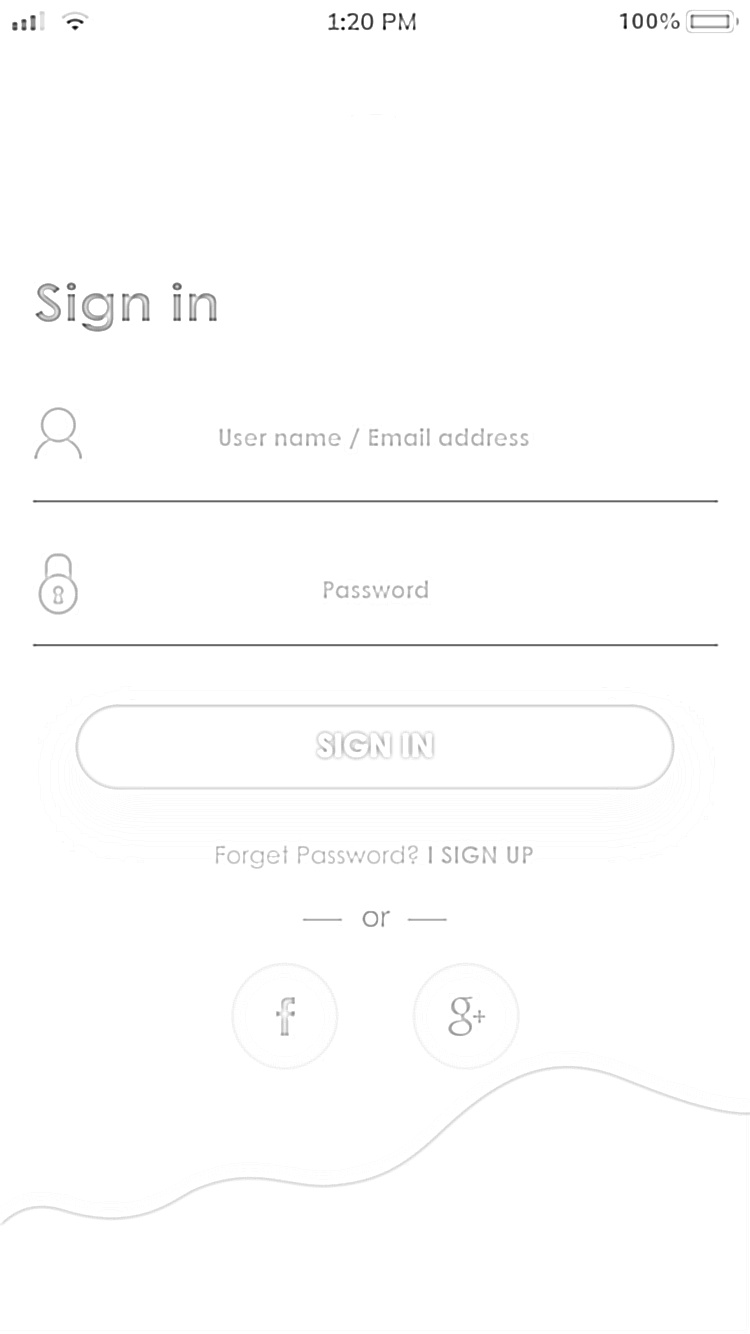 1:20 PM 100%
Sign in
User name / Email address
Password
SIGN IN
Forget Password? I SIGN UP
or
f g+